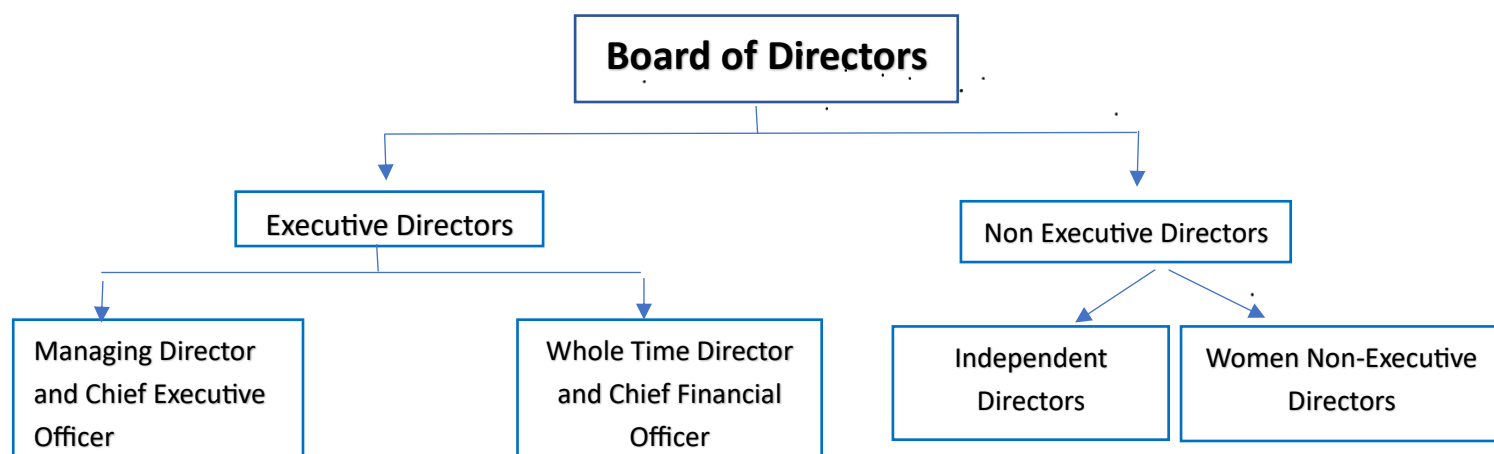 Board of Directors
Executive Directors
Non Executive Directors
Managing Director
and Chief Executive
Officer
Whole Time Director
and Chief Financial
Officer
Independent
Directors
Women Non-Executive
Directors